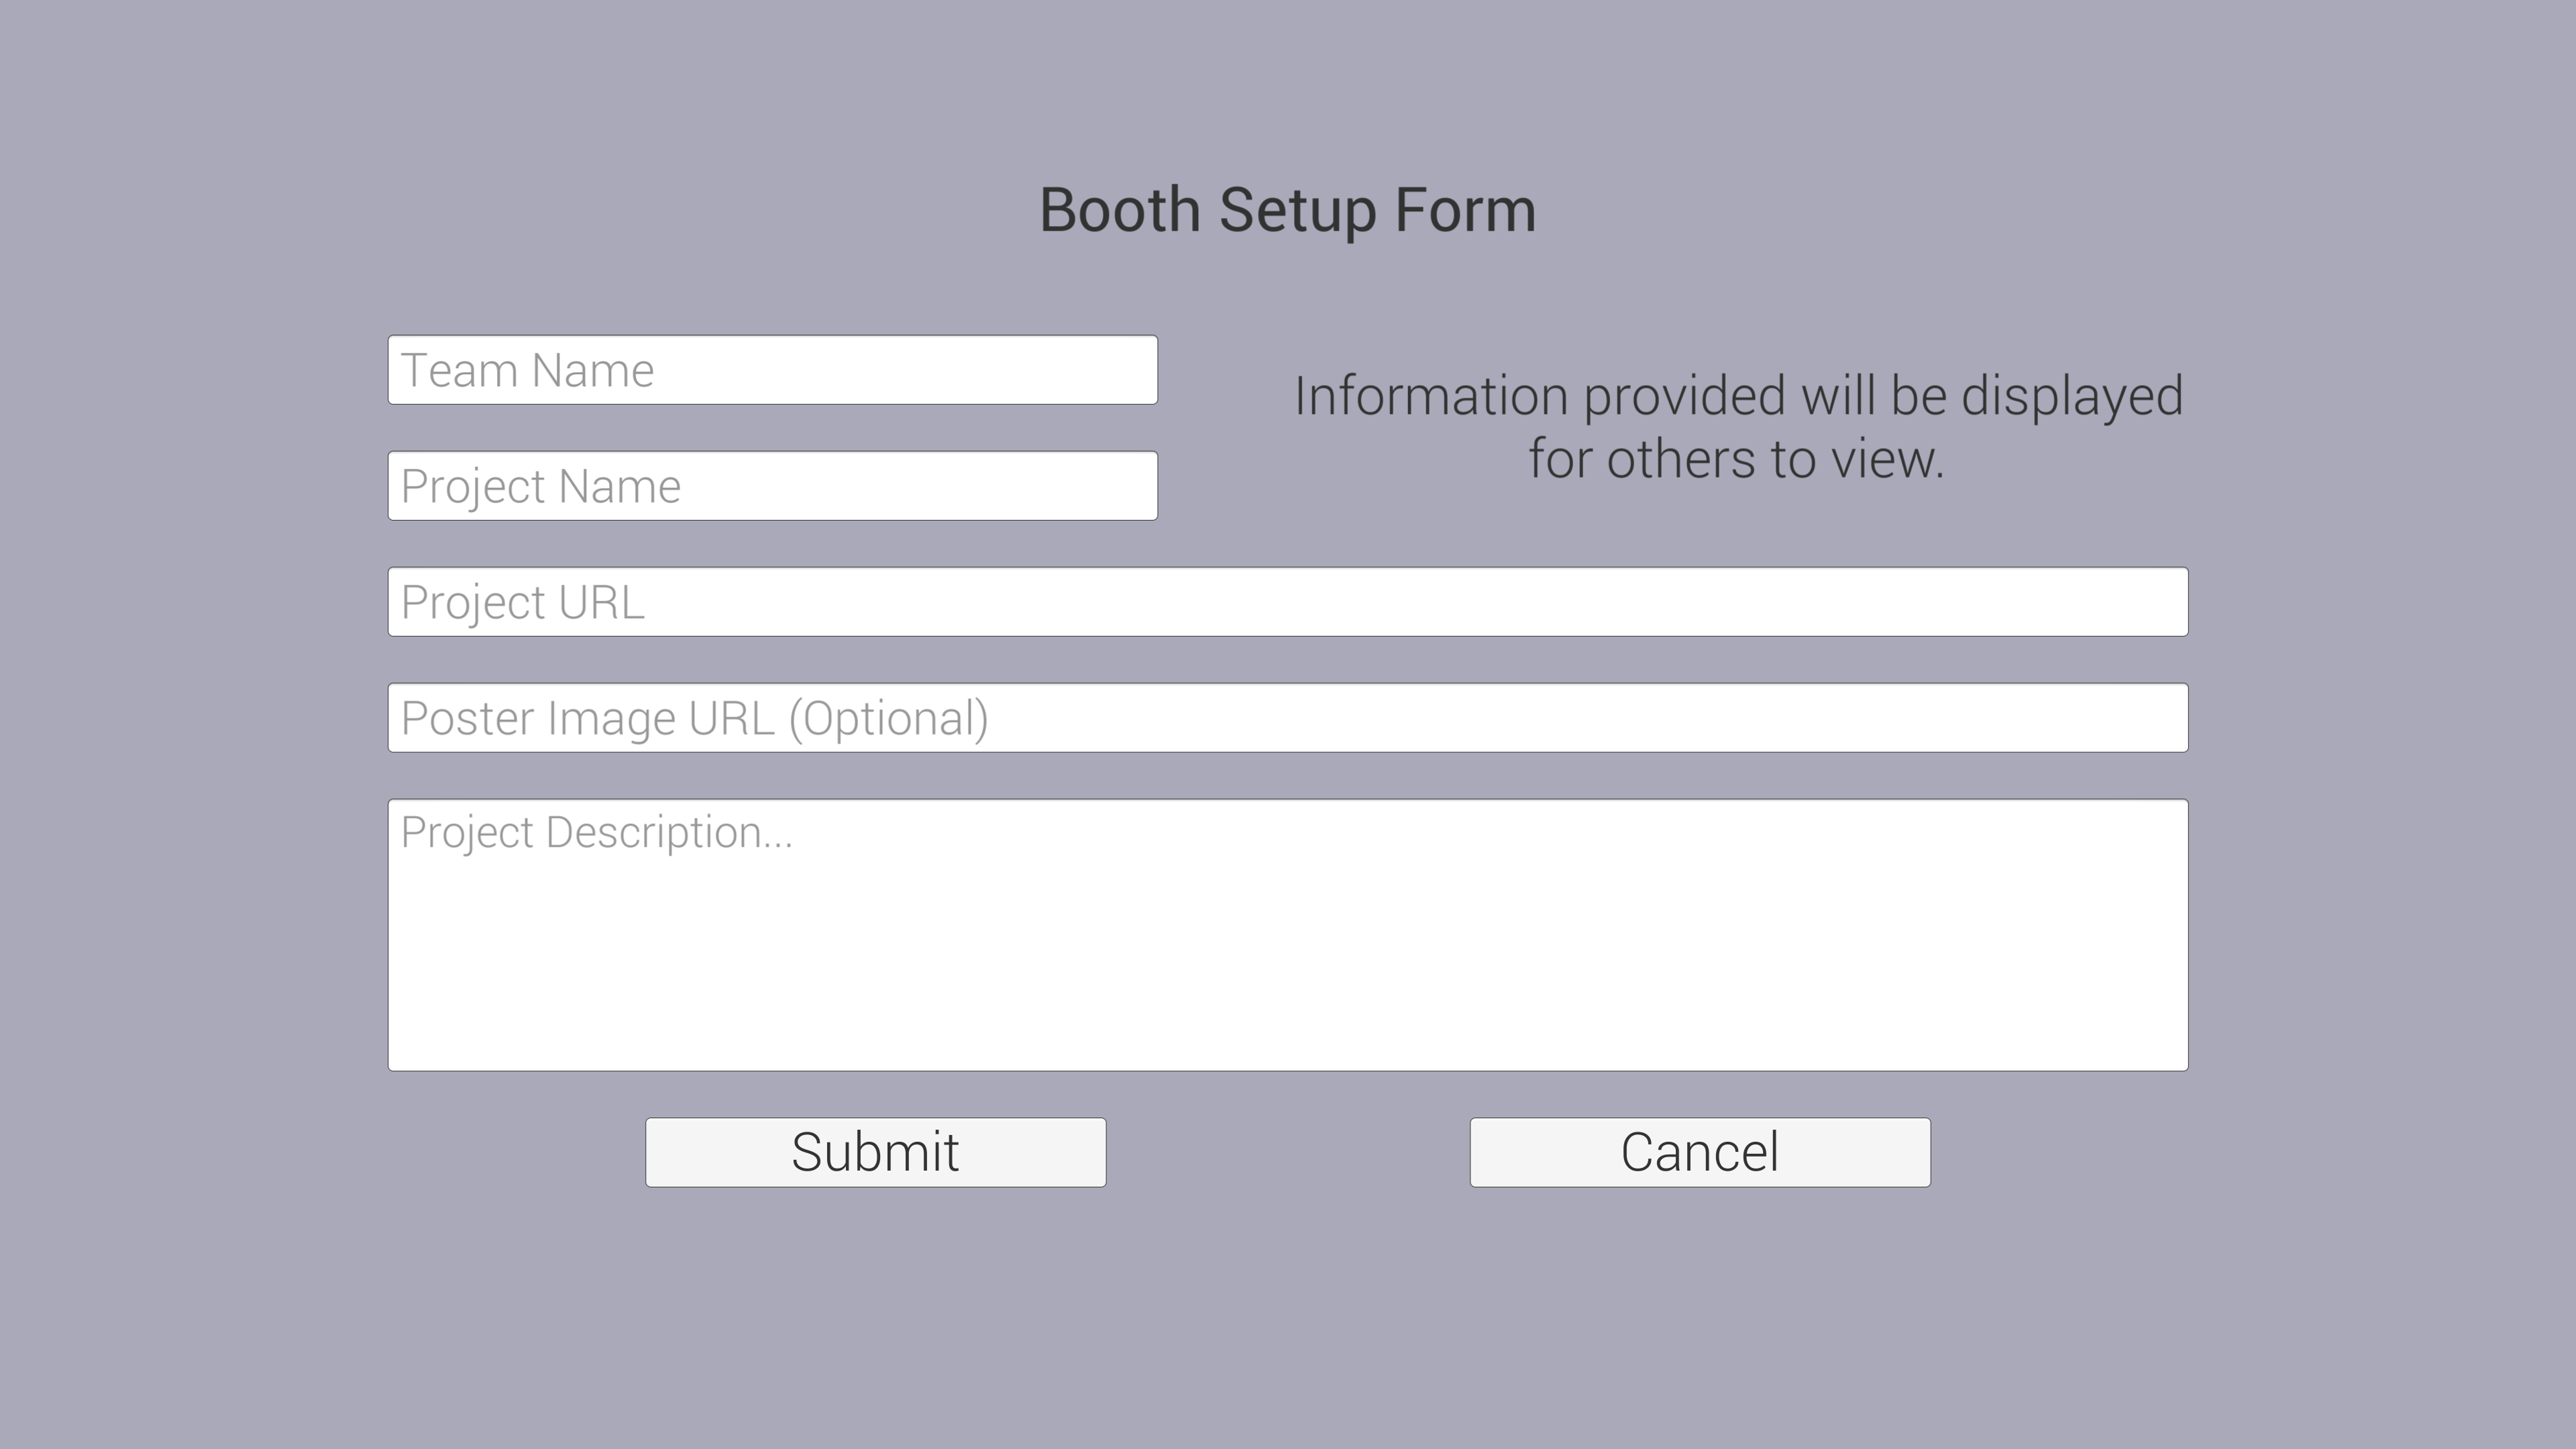 Booth Setup Form
Team Name
Information provided will be displayed
for others to view.
Project Name
Project URL
Poster Image URL (Optional)
Project Description...
Submit
Cancel